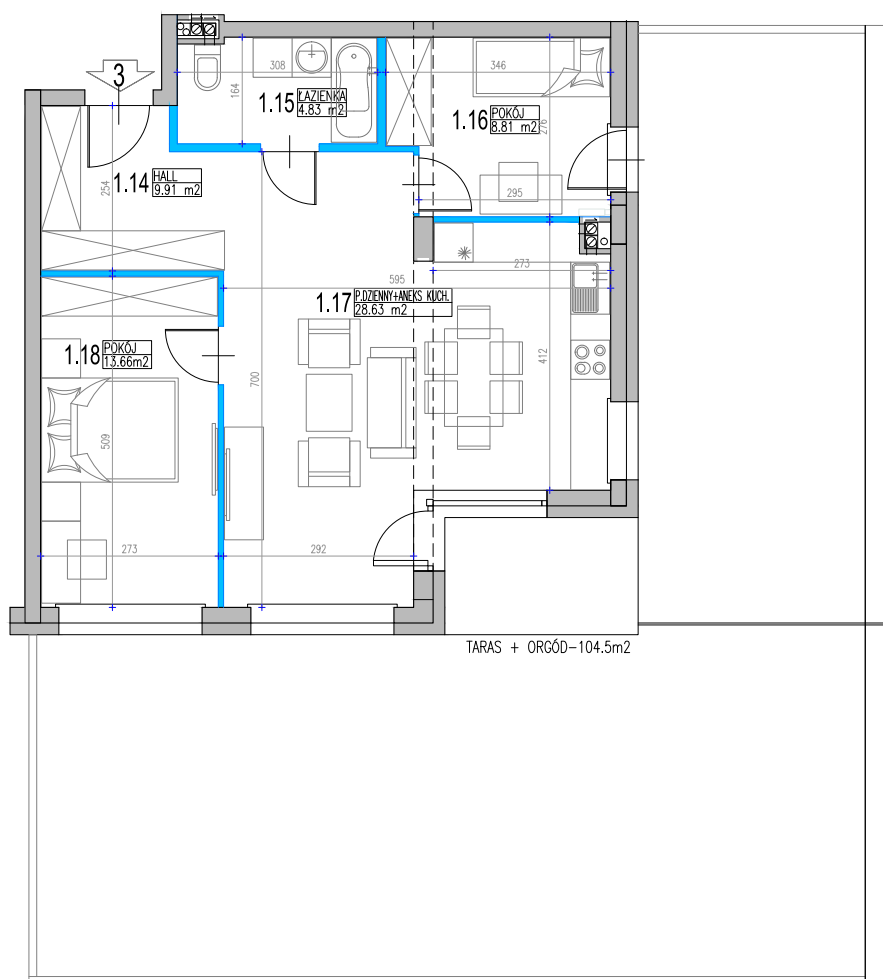 3
308
164
1.15 ŁAZIENKA
4.83 m2
346
1.16 POKÓJ
8.81 m2
276
295
1.14 HALL
9.91 m2
254
273
595
1.17 P.DZIENNY+ANEKS KUCH.
28.63 m2
1.18 POKÓJ
13.66m2
412
700
509
273
292
TARAS + ORGÓD-104.5m2